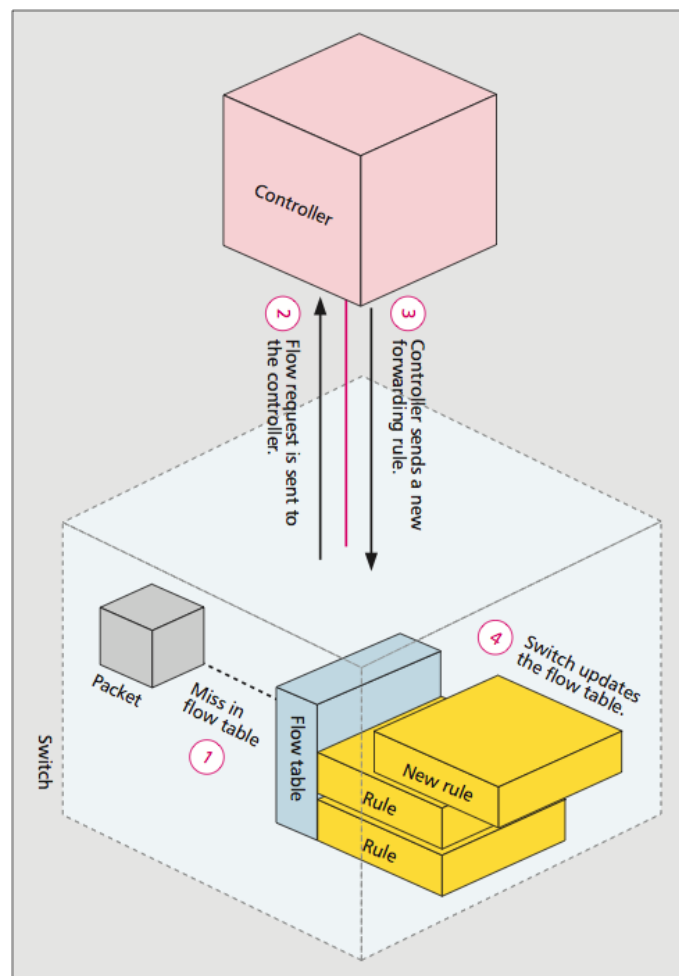 Controller
2
Flow request is sent to
the controller.
3
Controller sends a new
forwarding rule.
Packet
Miss in
flow table
1
Flow table
4
Switch updates
the flow table.
New rule
Rule
Rule
Switch